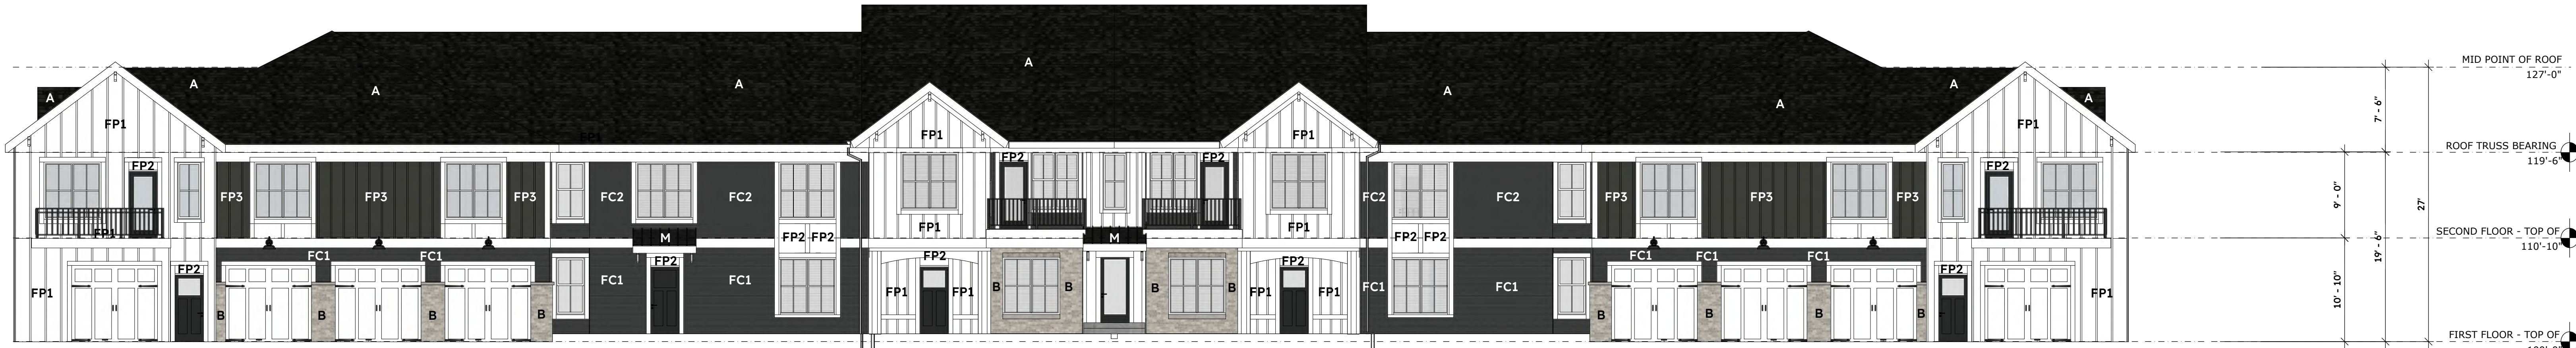 MID POINT OF ROOF
127'-0"
A
A
A
A
A
A
A
A
A
FP1
FP1
FP1
FP1
FP1
7' - 6"
ROOF TRUSS BEARING
119'-6"
FP2
FP2
FP2
FP2
FP3
FP3
FP3
FC2
FC2
FC2
FC2
FP3
FP3
FP3
9' - 0"
27'
FP1
FP1
FP1
M
FP2
FP2
M
FP2
FP2
SECOND FLOOR - TOP OF
110'-10"
19' - 6"
FC1
FC1
FP2
FP2
FP2
FP2
FC1
FC1
FC1
FP2
FP1
FC1
FC1
FP1
FP1
B
B
B
B
FP1
FP1
FC1
FC1
FP1
10' - 10"
B
B
B
B
B
B
B
B
FIRST FLOOR - TOP OF